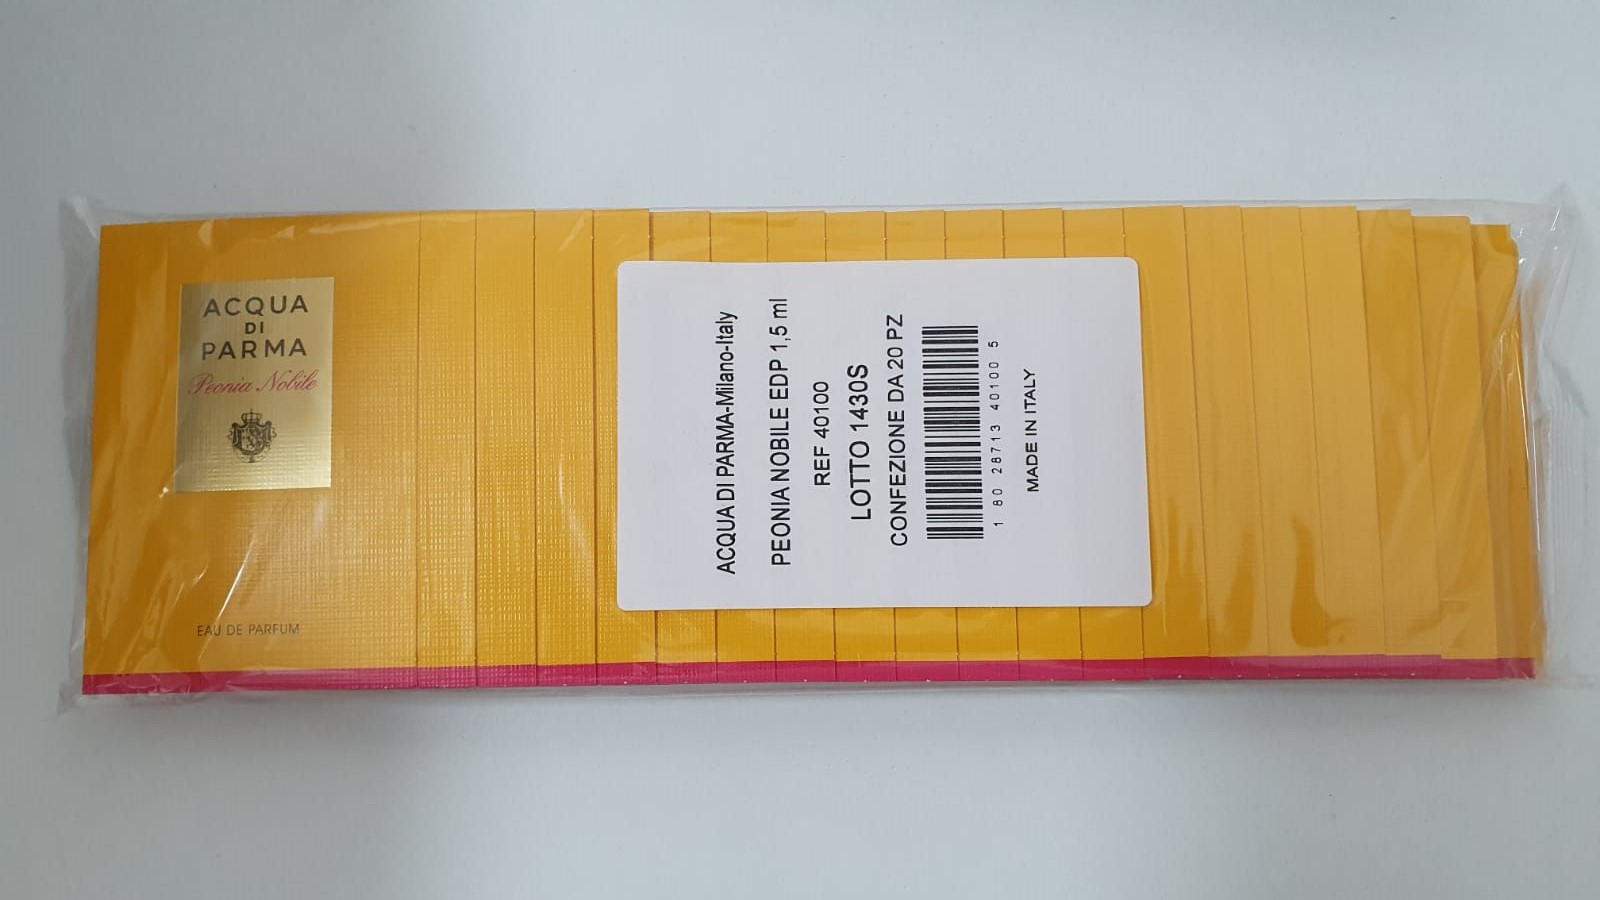 ACQUA
DI
PARMA
Peonia Nobile
EAU DE PARFUM
ACQUA DI PARMA-Milano-Italy
PEONIA NOBILE EDP 1,5 ml
REF 40100
LOTTO 1430S
CONFEZIONE DA 20 PZ
1 80 28713 40100 5
MADE IN ITALY